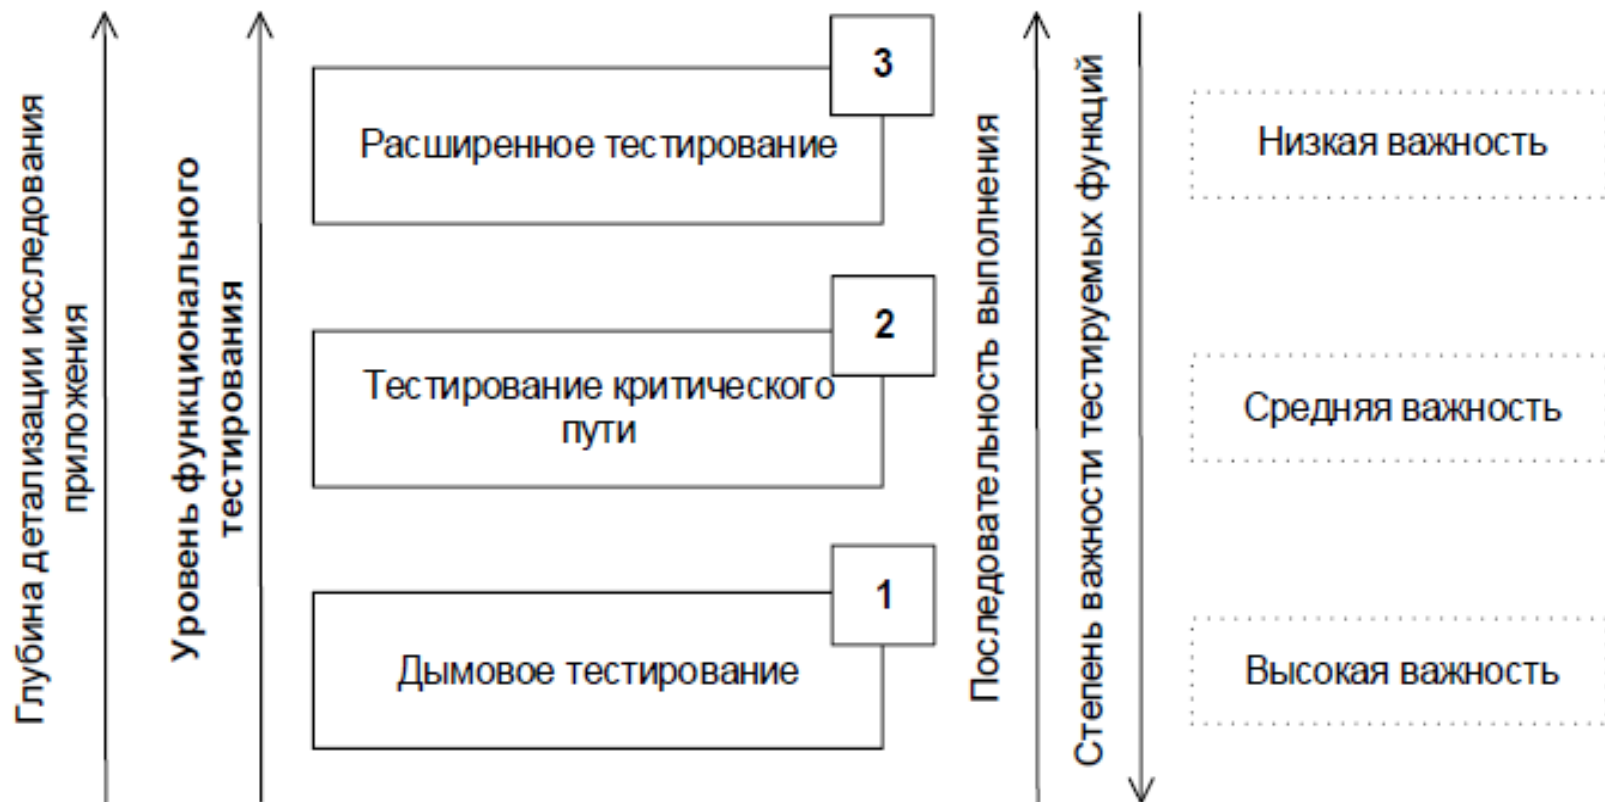 Глубина детализации исследования
приложения
Уровень функционального
тестирования
3
Расширенное тестирование
2
Тестирование критического
пути
1
Дымовое тестирование
Последовательность выполнения
Степень важности тестируемых функций
Низкая важность
Средняя важность
Высокая важность